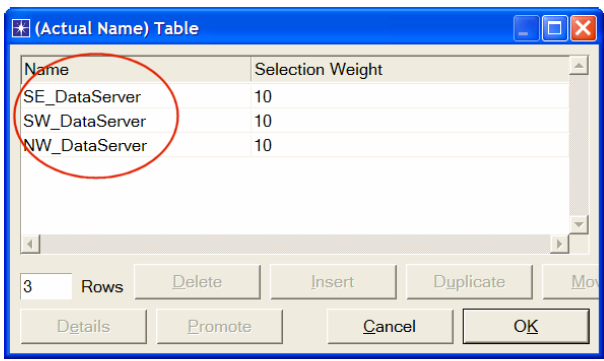 (Actual Name) Table
Name Selection Weight
SE_DataServer 10
SW_DataServer 10
NW_DataServer 10
3 Rows Delete Insert Duplicate Mov
Details Promote Cancel OK